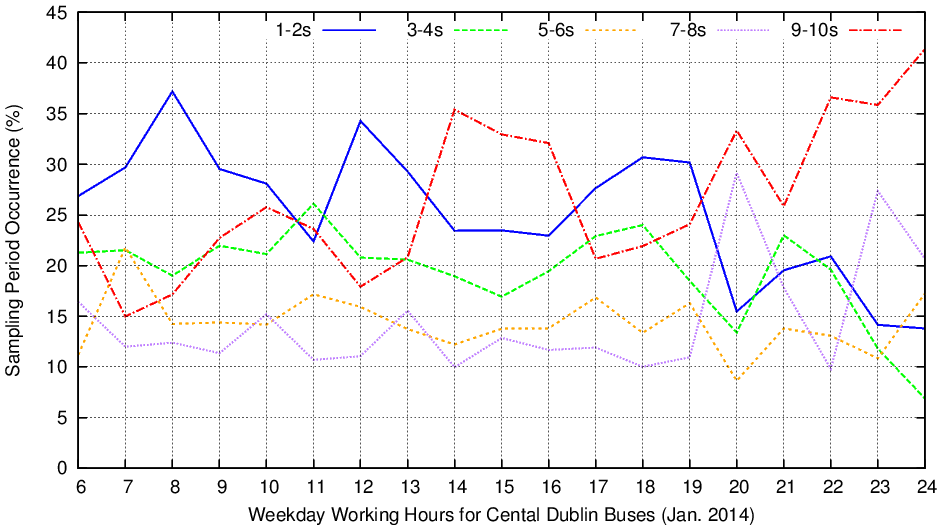 45
40
35
30
25
20
15
10
5
0
Sampling Period Occurrence (%)
1-2s 3-4s 5-6s 7-8s 9-10s
6 7 8 9 10 11 12 13 14 15 16 17 18 19 20 21 22 23 24
Weekday Working Hours for Cental Dublin Buses (Jan. 2014)